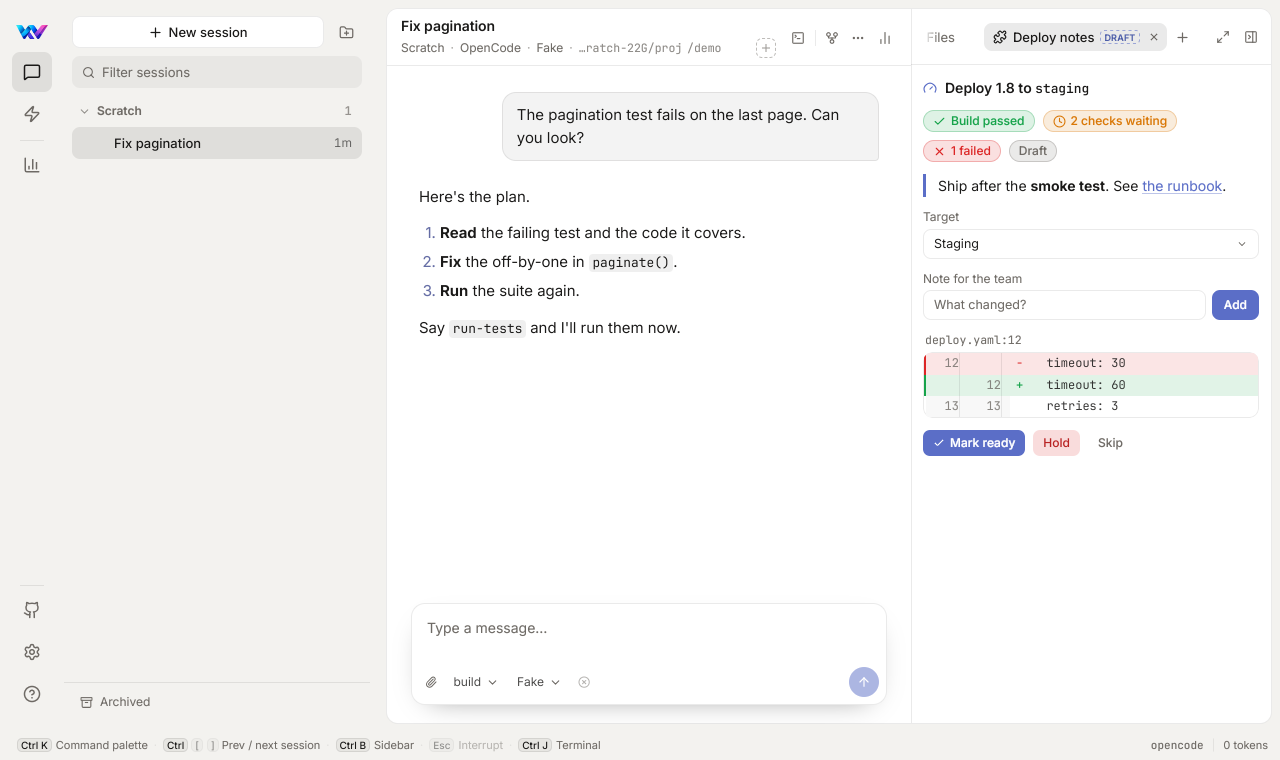 New session
Filter sessions
Scratch 1
Fix pagination 1m
Archived
Fix pagination
Scratch · OpenCode · Fake · …ratch-22G/proj /demo
The pagination test fails on the last page. Can
you look?
Here's the plan.
1. Read the failing test and the code it covers.
2. Fix the off-by-one in paginate().
3. Run the suite again.
Say run-tests and I'll run them now.
Type a message...
build Fake
Files Deploy notes DRAFT
Deploy 1.8 to staging
Build passed 2 checks waiting
1 failed Draft
Ship after the smoke test. See the runbook.
Target
Staging
Note for the team
What changed? Add
deploy.yaml:12
12 - timeout: 30
12 + timeout: 60
13 13 retries: 3
Mark ready Hold Skip
Ctrl K Command palette · Ctrl [ ] Prev / next session · Ctrl B Sidebar · Esc Interrupt · Ctrl J Terminal opencode 0 tokens